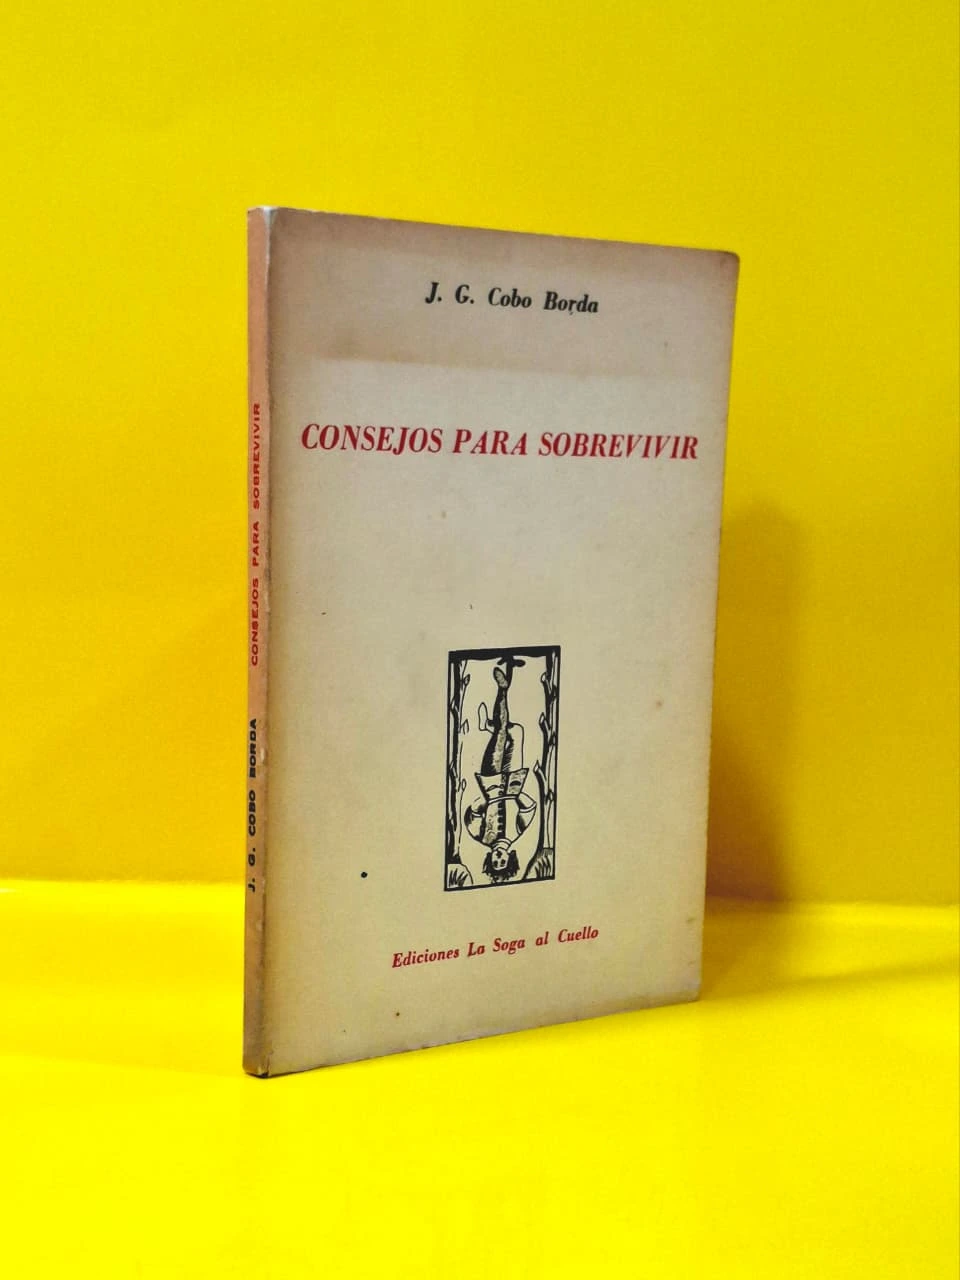 J. G. Cobo Borda
CONSEJOS PARA SOBREVIVIR
Ediciones La Soga al Cuello
J. G. COBO BORDA CONSEJOS PARA SOBREVIVIR